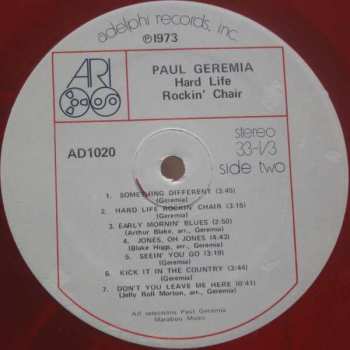 adelphi records, inc.
℗1973
ARI
PAUL GEREMIA
Hard Life
Rockin' Chair
stereo
33-1/3
side two
AD1020
1. SOMETHING DIFFERENT (3:45)
(Geremia)
2. HARD LIFE ROCKIN' CHAIR (3:15)
(Geremia)
3. EARLY MORNIN' BLUES (2:50)
(Arthur Blake, arr., Geremia)
4. JONES, OH JONES (4:43)
(Blake Higgs, arr., Geremia)
5. SEEIN' YOU GO (3:19)
(Geremia)
6. KICK IT IN THE COUNTRY (3:44)
(Geremia)
7. DON'T YOU LEAVE ME HERE (0:41)
(Jelly Roll Morton, arr., Geremia)
All selections Paul Geremia
Marabou Music